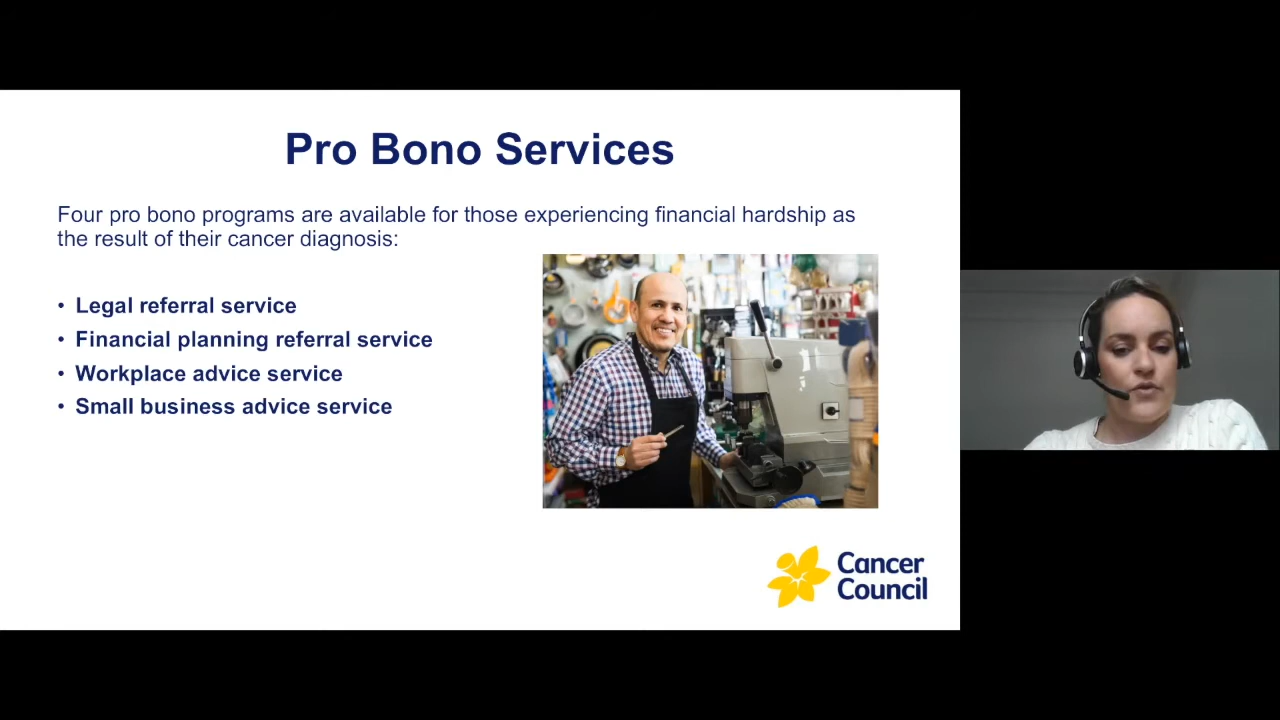 Pro Bono Services
Four pro bono programs are available for those experiencing financial hardship as
the result of their cancer diagnosis:
• Legal referral service
• Financial planning referral service
• Workplace advice service
• Small business advice service
Cancer
Council